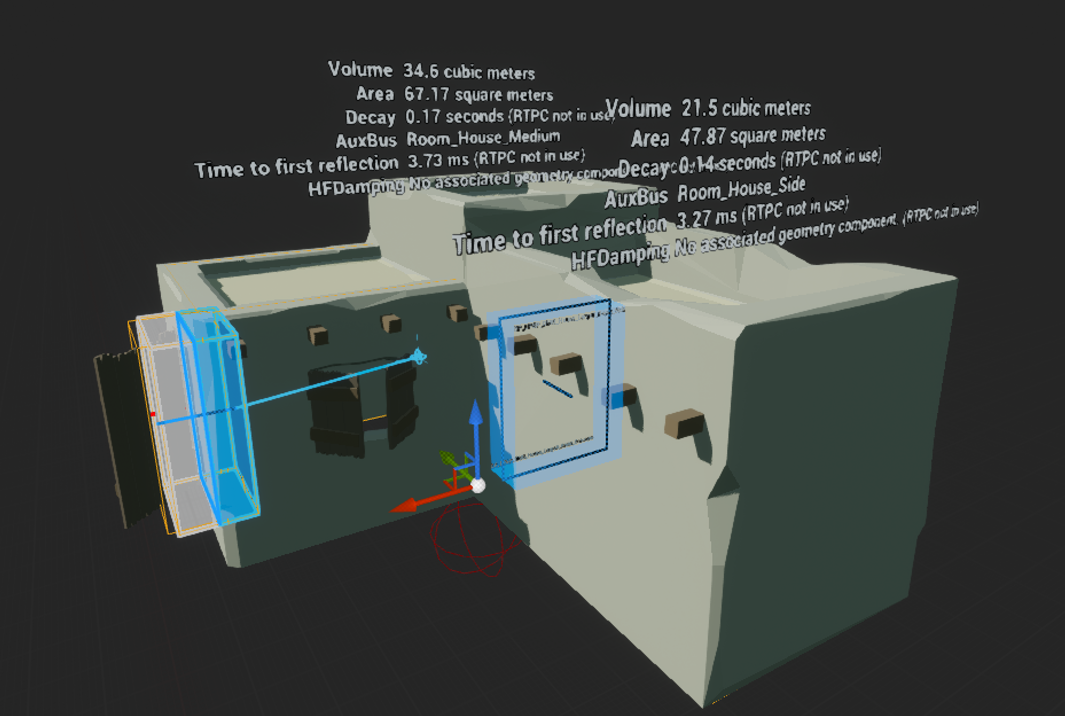 Volume 34.6 cubic meters
Area 67.17 square meters
Decay 0.17 seconds (RTPC not in use)
AuxBus Room_House_Medium
Time to first reflection 3.73 ms (RTPC not in use)
HFDamping No associated geometry
Volume 21.5 cubic meters
Area 47.87 square meters
Decay 0.14 seconds (RTPC not in use)
AuxBus Room_House_Side
Time to first reflection 3.27 ms (RTPC not in use)
HFDamping No associated geometry component. (RTPC not in use)